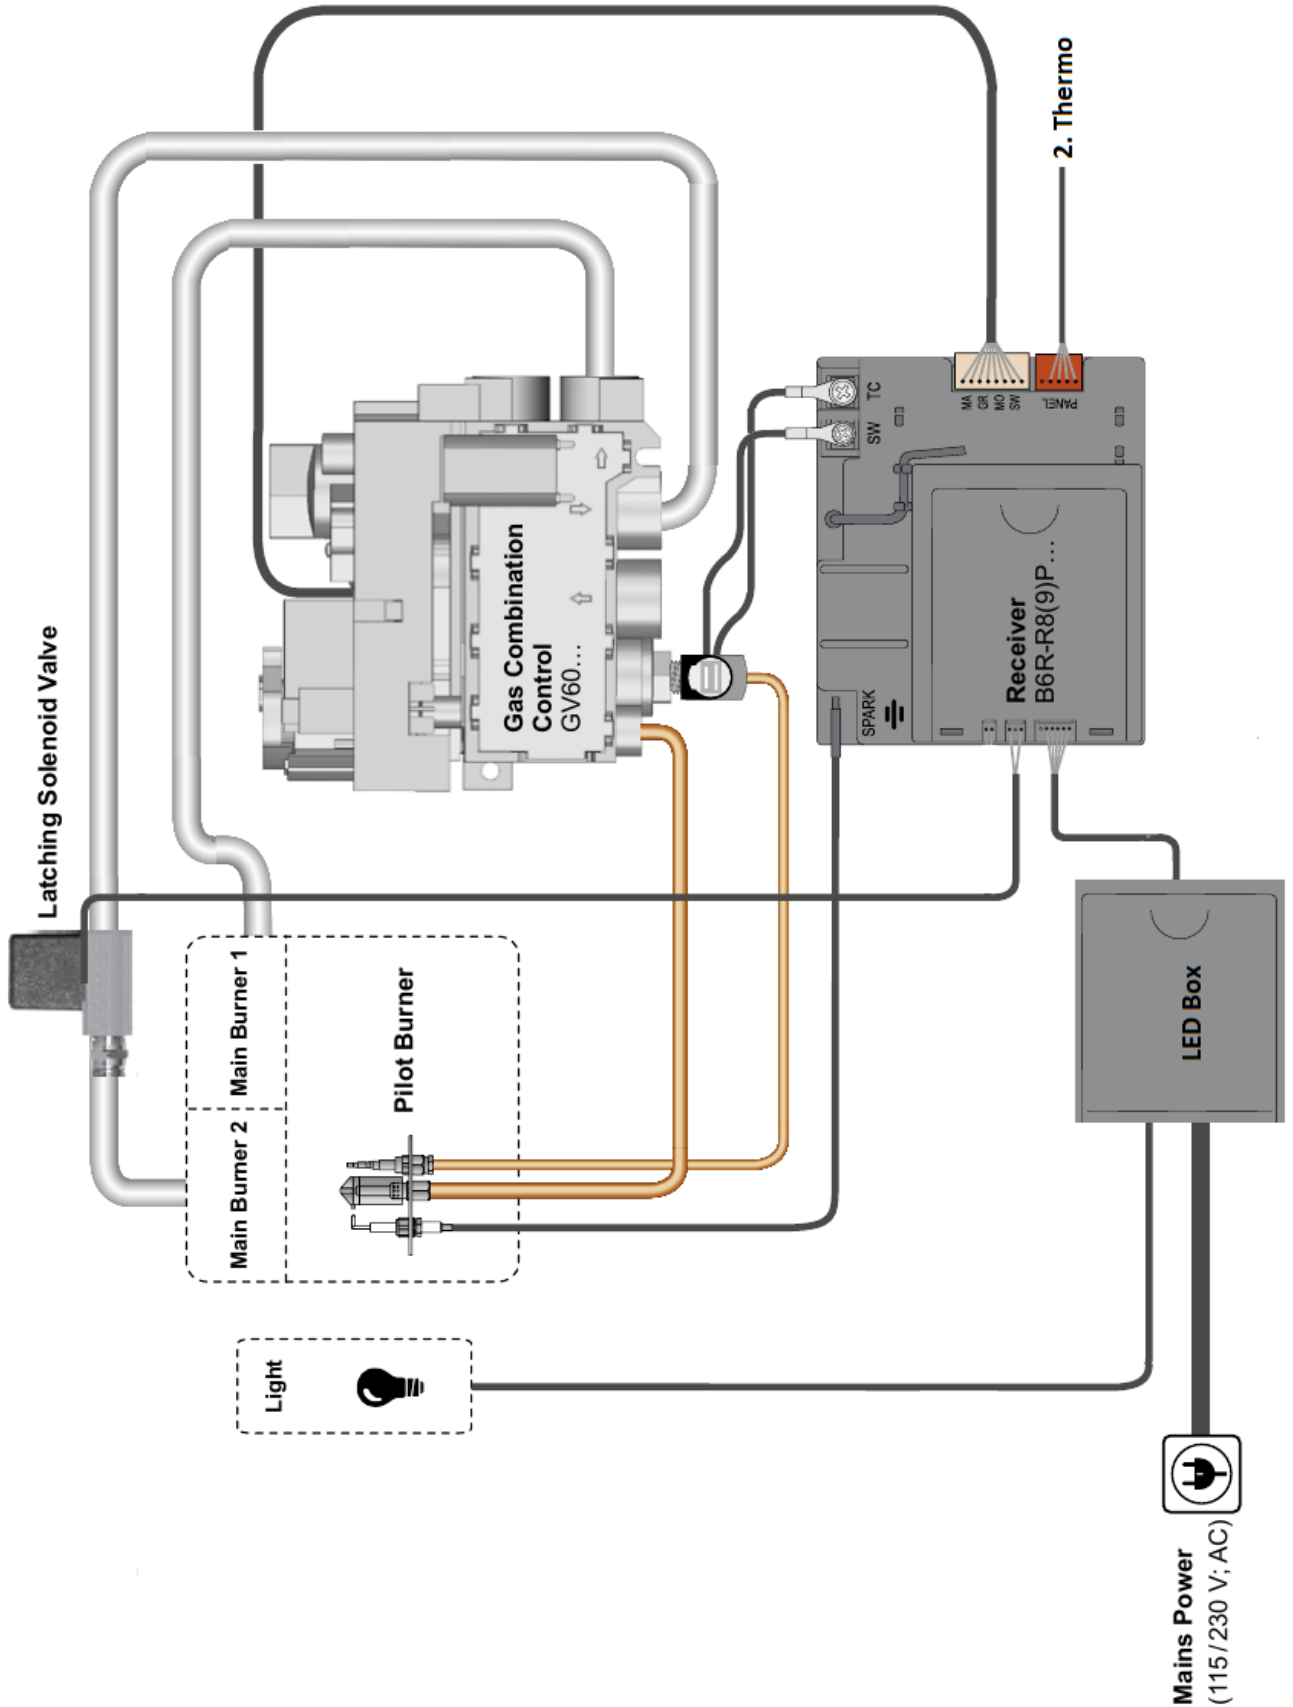 Latching Solenoid Valve
2. Thermo
Gas Combination
Control
GV60...
TC
SW
MA
GR
MO
SW
PANEL
SPARK
Receiver
B6R-R8(9)P...
Main Burner 1
Main Burner 2
Pilot Burner
LED Box
Light
Mains Power
(115/230 V; AC)